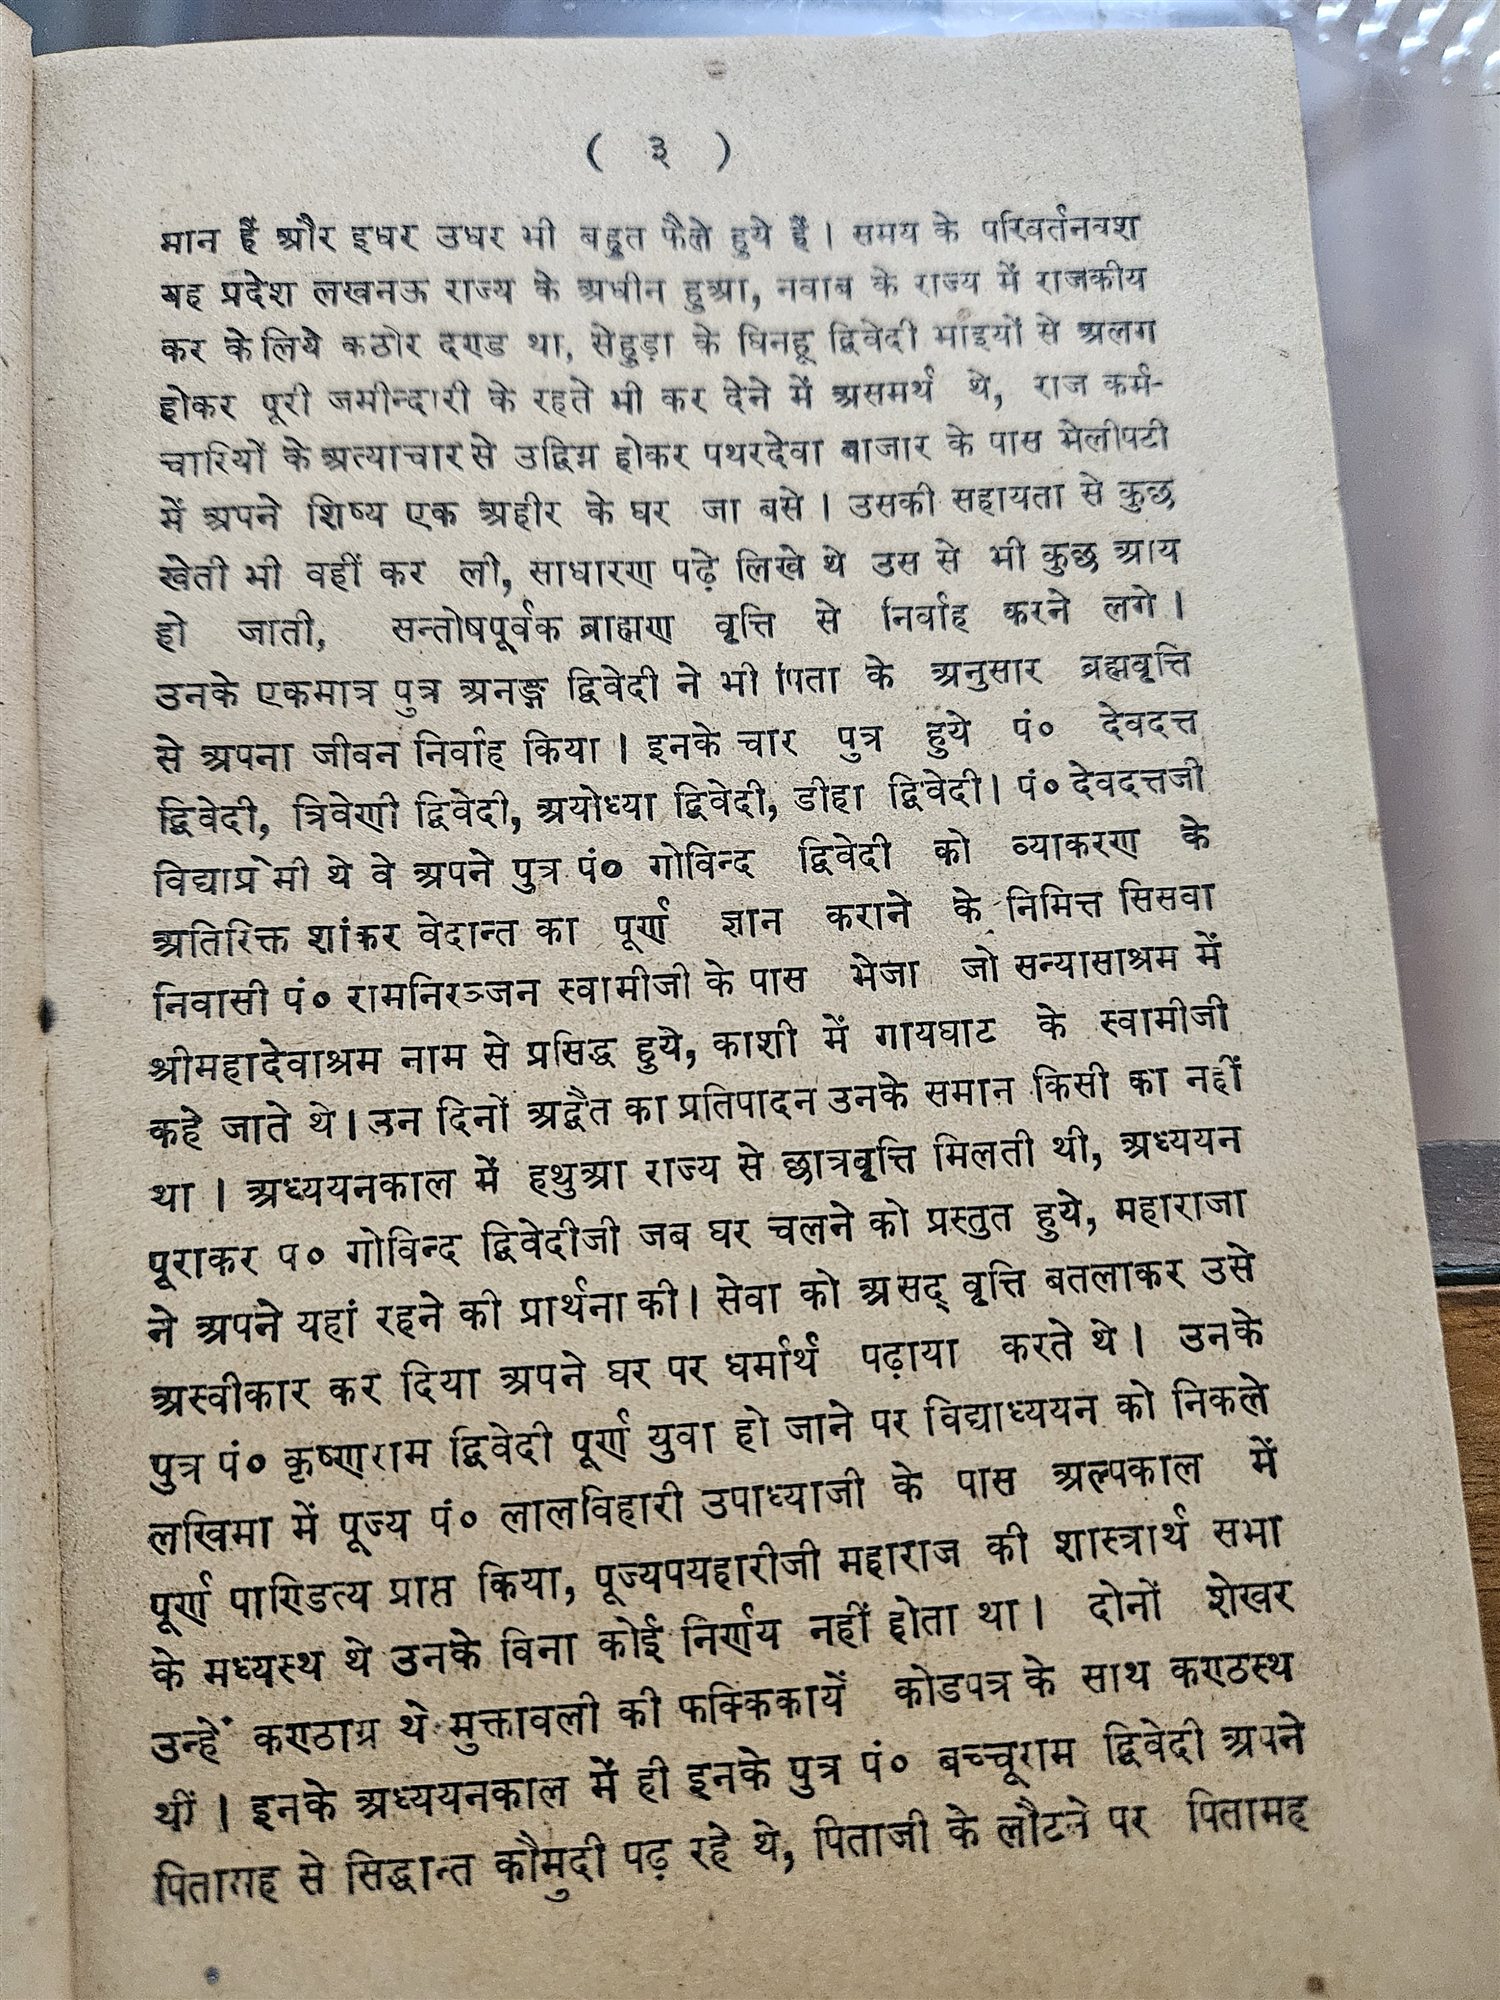 ( ३ )
मान हैं और इधर उधर भी बहुत फैले हुये हैं । समय के परिवर्तनवश
यह प्रदेश लखनऊ राज्य के अधीन हुआ, नवाब के राज्य में राजकीय
कर के लिये कठोर दण्ड था, सेहुड़ा के घिनहू द्विवेदी भाइयों से अलग
होकर पूरी जमीन्दारी के रहते भी कर देने में असमर्थ थे, राज कर्म-
चारियों के अत्याचार से उद्विग्न होकर पथरदेवा बाजार के पास भेलीपटी
में अपने शिष्य एक अहीर के घर जा बसे । उसकी सहायता से कुछ
खेती भी वहीं कर ली, साधारण पढ़े लिखे थे उस से भी कुछ आय
हो जाती, सन्तोषपूर्वक ब्राह्मण वृत्ति से निर्वाह करने लगे ।
उनके एकमात्र पुत्र अनङ्ग द्विवेदी ने भी पिता के अनुसार ब्रह्मवृत्ति
से अपना जीवन निर्वाह किया । इनके चार पुत्र हुये पं० देवदत्त
द्विवेदी, त्रिवेणी द्विवेदी, अयोध्या द्विवेदी, डीहा द्विवेदी। पं० देवदत्तजी
विद्याप्रेमी थे वे अपने पुत्र पं० गोविन्द द्विवेदी को व्याकरण के
अतिरिक्त शांकर वेदान्त का पूर्ण ज्ञान कराने के निमित्त सिसवा
निवासी पं० रामनिरञ्जन स्वामीजी के पास भेजा जो सन्यासाश्रम में
श्रीमहादेवाश्रम नाम से प्रसिद्ध हुये, काशी में गायघाट के स्वामीजी
कहे जाते थे। उन दिनों अद्वैत का प्रतिपादन उनके समान किसी का नहीं
था । अध्ययनकाल में हथुआ राज्य से छात्रवृत्ति मिलती थी, अध्ययन
पूराकर प० गोविन्द द्विवेदीजी जब घर चलने को प्रस्तुत हुये, महाराजा
ने अपने यहां रहने की प्रार्थना की। सेवा को असद् वृत्ति बतलाकर उसे
अस्वीकार कर दिया अपने घर पर धर्मार्थ पढ़ाया करते थे । उनके
पुत्र पं० कृष्णराम द्विवेदी पूर्ण युवा हो जाने पर विद्याध्ययन को निकले
लखिमा में पूज्य पं० लालविहारी उपाध्याजी के पास अल्पकाल में
पूर्ण पाण्डित्य प्राप्त किया, पूज्यपयहारीजी महाराज की शास्त्रार्थ सभा
के मध्यस्थ थे उनके विना कोई निर्णय नहीं होता था । दोनों शेखर
उन्हें कण्ठाग्र थे मुक्तावली की फक्किकायें कोडपत्र के साथ कण्ठस्थ
थीं । इनके अध्ययनकाल में ही इनके पुत्र पं० बच्चूराम द्विवेदी अपने
पितामह से सिद्धान्त कौमुदी पढ़ रहे थे, पिताजी के लौटने पर पितामह